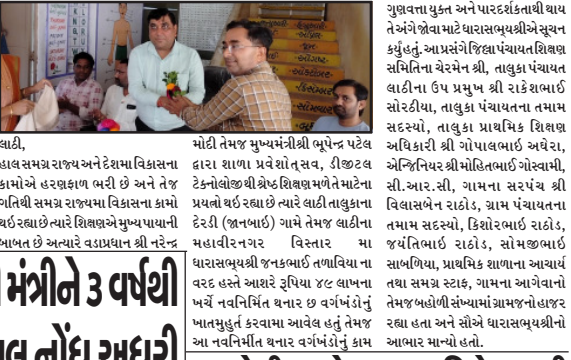 લાઠી,
હાલ સમગ્ર રાજ્ય અને દેશમા વિકાસના
કામોએ હરણફાળ ભરી છે અને તેજ
ગતિથી સમગ્ર રાજ્યમા વિકાસના કામો
થઇ રહ્યા છે ત્યારે શિક્ષણએ મુખ્ય પાયાની
બાબત છે અત્યારે વડાપ્રધાન શ્રી નરેન્દ્ર
મોદી તેમજ મુખ્યમંત્રીશ્રી ભૂપેન્દ્ર પટેલ
દ્વારા શાળા પ્રવેશોત્સવ, ડીજીટલ
ટેક્નોલોજી થી શ્રેષ્ઠ શિક્ષણ મળે તે માટેના
પ્રયત્નો થઇ રહ્યા છે ત્યારે લાઠી તાલુકાના
દેરડી (જાનબાઇ) ગામે તેમજ લાઠીના
મહાવીરનગર વિસ્તાર મા
ધારાસભ્યશ્રી જનકભાઈ તળાવિયા ના
વરદ હસ્તે આશરે રૂપિયા ૪૯ લાખના
ખર્ચે નવનિર્મિત થનાર છ વર્ગખંડોનું
ખાતમુહુર્ત કરવામા આવેલ હતું તેમજ
આ નવનિર્મીત થનાર વર્ગખંડોનું કામ
ગુણવત્તા યુક્ત અને પારદર્શકતાથી થાય
તે અંગે જોવા માટે ધારાસભ્યશ્રીએ સૂચન
કર્યું હતું. આ પ્રસંગે જિલ્લા પંચાયત શિક્ષણ
સમિતિના ચેરમેન શ્રી, તાલુકા પંચાયત
લાઠીના ઉપ પ્રમુખ શ્રી રાકેશભાઈ
સોરઠીયા, તાલુકા પંચાયતના તમામ
સદસ્યો, તાલુકા પ્રાથમિક શિક્ષણ
અધિકારી શ્રી ગોપાલભાઇ અધેરા,
એન્જિનિયર શ્રી મોહિતભાઈ ગોસ્વામી,
સી.આર.સી, ગામના સરપંચ શ્રી
વિલાસબેન રાઠોડ, ગ્રામ પંચાયતના
તમામ સદસ્યો, કિશોરભાઈ રાઠોડ,
જયંતિભાઇ રાઠોડ, સોમજીભાઇ
સાબળિયા, પ્રાથમિક શાળાના આચાર્ય
તથા સમગ્ર સ્ટાફ, ગામના આગેવાનો
તેમજ બહોળી સંખ્યામાં ગ્રામજનો હાજર
રહ્યા હતા અને સૌએ ધારાસભ્યશ્રીનો
આભાર માન્યો હતો.
મંત્રીને ૩ વર્ષથી
નોંધ અધારી